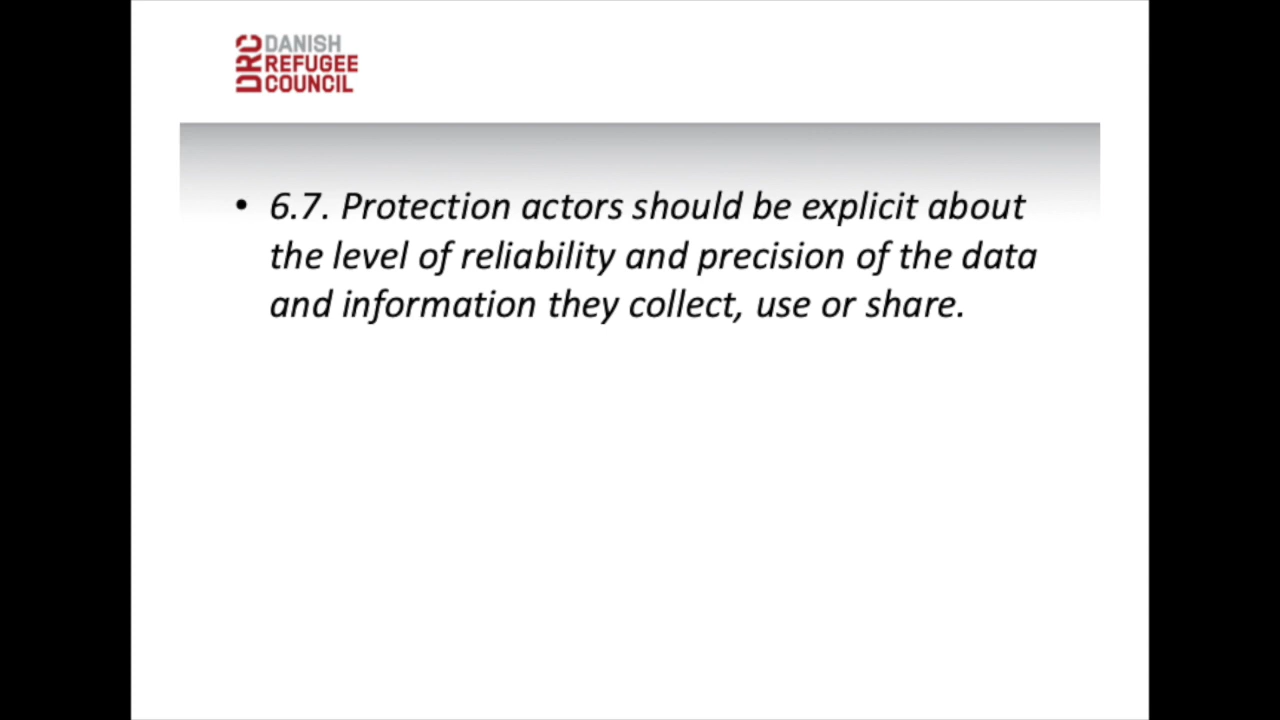 DRC DANISH
REFUGEE
COUNCIL
• 6.7. Protection actors should be explicit about
the level of reliability and precision of the data
and information they collect, use or share.